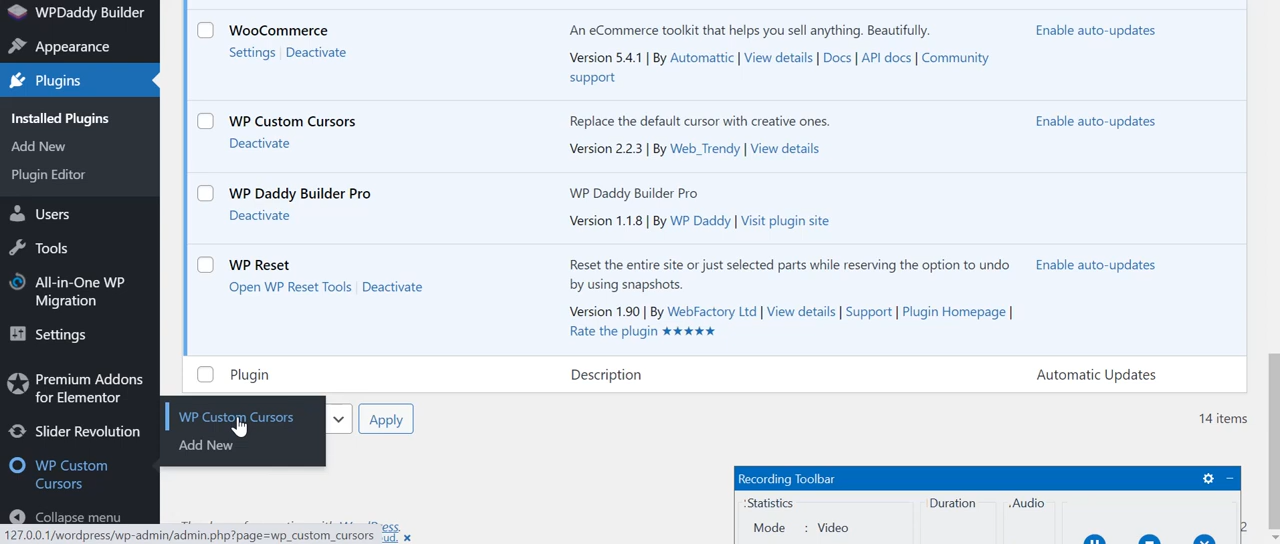 WPDaddy Builder
Appearance
Plugins
Installed Plugins
Add New
Plugin Editor
Users
Tools
All-in-One WP
Migration
Settings
Premium Addons
for Elementor
Slider Revolution
WP Custom
Cursors
Collapse menu
WP Custom Cursors
Add New
WooCommerce
Settings | Deactivate
An eCommerce toolkit that helps you sell anything. Beautifully.
Version 5.4.1 | By Automattic | View details | Docs | API docs | Community
support
Enable auto-updates
WP Custom Cursors
Deactivate
Replace the default cursor with creative ones.
Version 2.2.3 | By Web_Trendy | View details
Enable auto-updates
WP Daddy Builder Pro
Deactivate
WP Daddy Builder Pro
Version 1.1.8 | By WP Daddy | Visit plugin site
WP Reset
Open WP Reset Tools | Deactivate
Reset the entire site or just selected parts while reserving the option to undo
by using snapshots.
Version 1.90 | By WebFactory Ltd | View details | Support | Plugin Homepage |
Rate the plugin ★★★★★
Enable auto-updates
Plugin Description Automatic Updates
Apply
14 items
Recording Toolbar
:Statistics Duration .Audio
Mode : Video
127.0.0.1/wordpress/wp-admin/admin.php?page=wp_custom_cursors